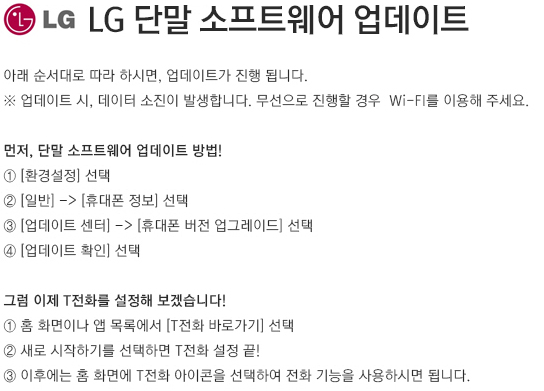 LG LG 단말 소프트웨어 업데이트
아래 순서대로 따라 하시면, 업데이트가 진행 됩니다.
※ 업데이트 시, 데이터 소진이 발생합니다. 무선으로 진행할 경우 Wi-FI를 이용해 주세요.
먼저, 단말 소프트웨어 업데이트 방법!
① [환경설정] 선택
② [일반] -> [휴대폰 정보] 선택
③ [업데이트 센터] -> [휴대폰 버전 업그레이드] 선택
④ [업데이트 확인] 선택
그럼 이제 T전화를 설정해 보겠습니다!
① 홈 화면이나 앱 목록에서 [T전화 바로가기] 선택
② 새로 시작하기를 선택하면 T전화 설정 끝!
③ 이후에는 홈 화면에 T전화 아이콘을 선택하여 전화 기능을 사용하시면 됩니다.